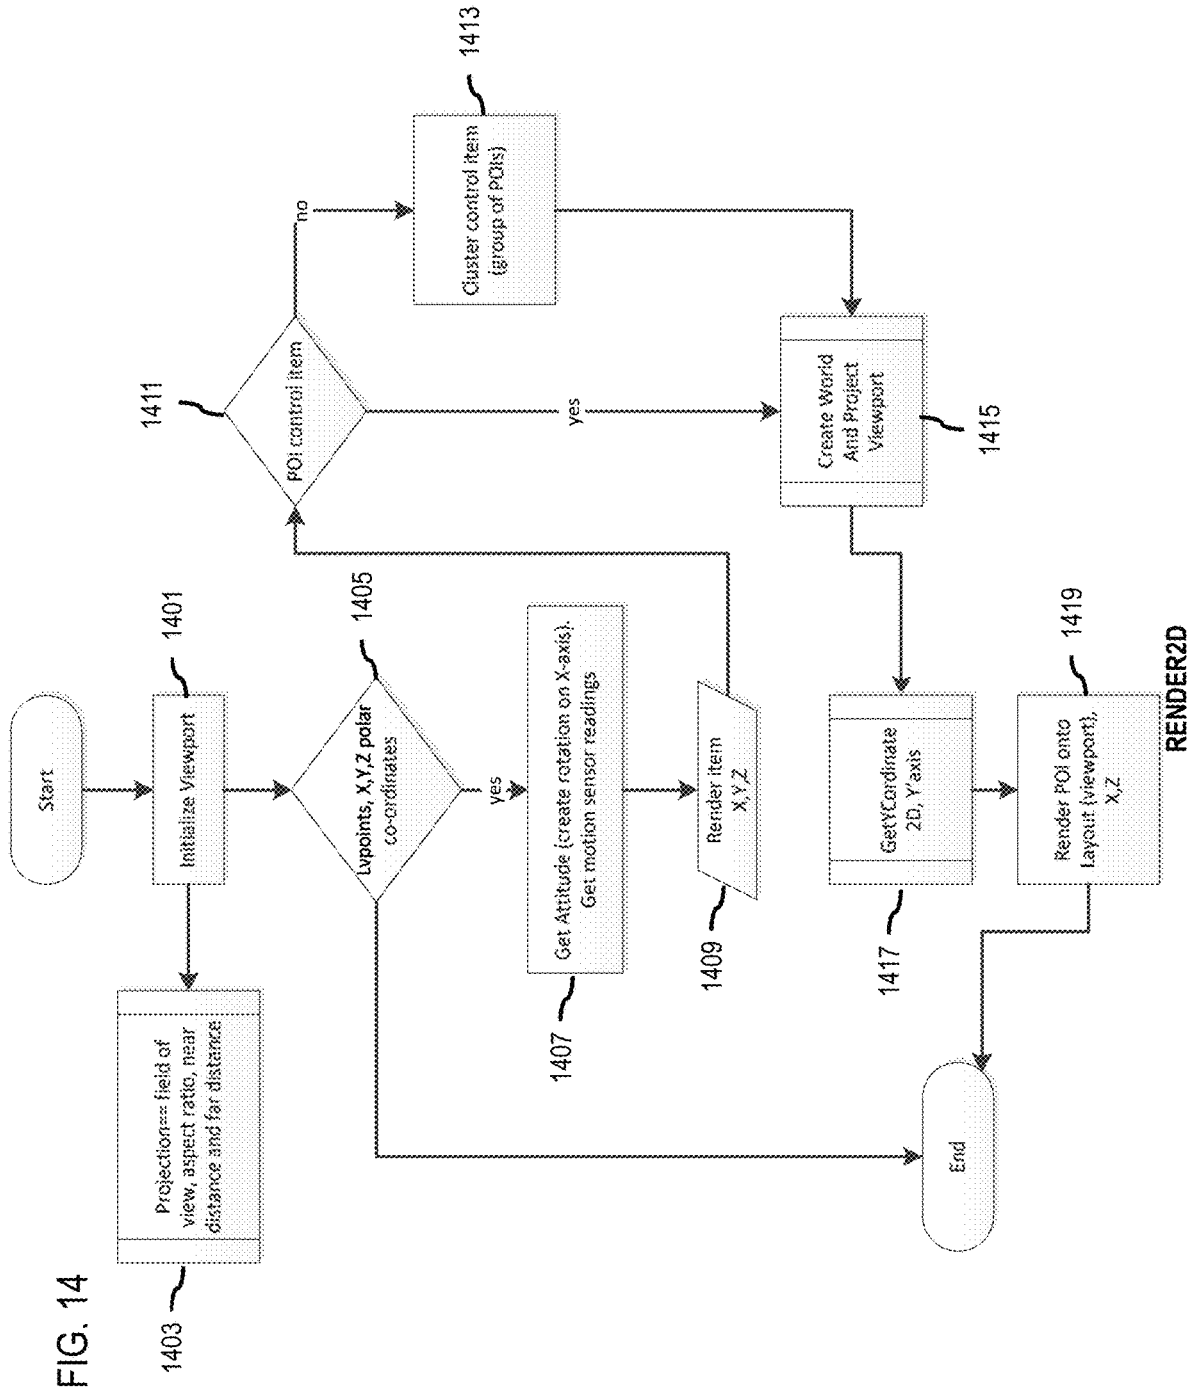 FIG. 14
Start
1401
Initialize Viewport
1403
Projection== field of
view, aspect ratio, near
distance and far distance
1405
Lvpoints, X,Y,Z polar
co-ordinates
yes
1407
Get Attitude (create rotation on X-axis).
Get motion sensor readings
1409
Render item
X,Y,Z
1411
POI control item
no
1413
Cluster control item
(group of POIs)
yes
Create World
And Project
Viewport
1415
1417
GetYCordinate
2D, Y'axis
1419
Render POI onto
Layout (viewport),
X,Z
End
RENDER2D